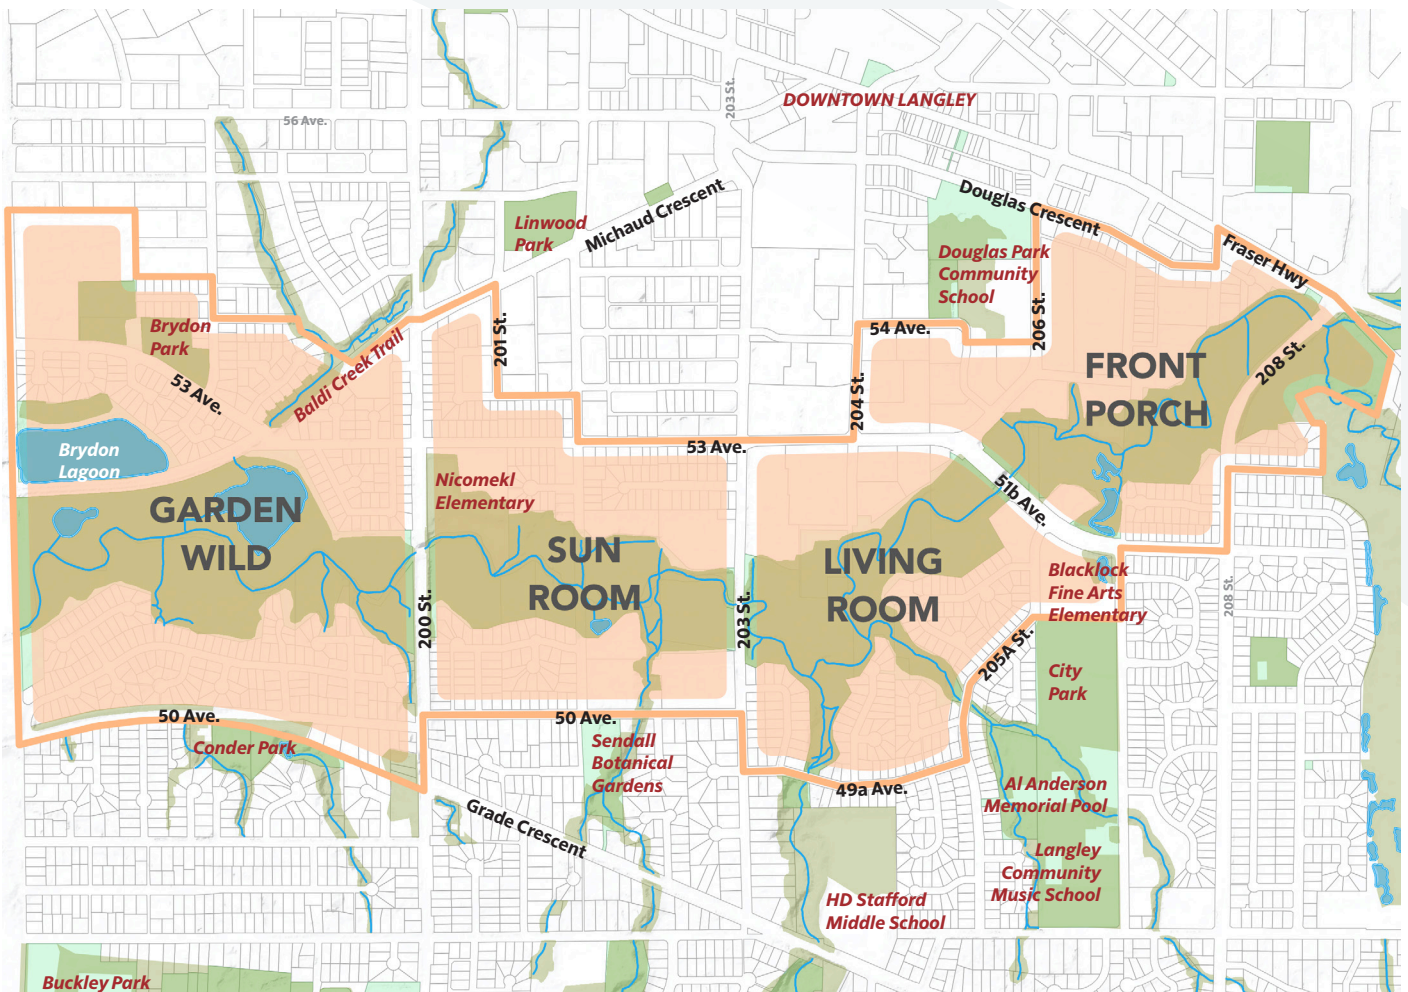 203 St.
DOWNTOWN LANGLEY
56 Ave.
Michaud Crescent
Linwood
Park
Douglas Crescent
Fraser Hwy
Douglas Park
Community
School
Brydon
Park
Baldi Creek Trail
201 St.
54 Ave.
206 St.
208 St.
FRONT
PORCH
53 Ave.
204 St.
53 Ave.
Brydon
Lagoon
Nicomekl
Elementary
51b Ave.
GARDEN
WILD
SUN
ROOM
LIVING
ROOM
Blacklock
Fine Arts
Elementary
200 St.
203 St.
208 St.
205A St.
City
Park
50 Ave.
50 Ave.
Conder Park
Sendall
Botanical
Gardens
49a Ave.
Al Anderson
Memorial Pool
Grade Crescent
Langley
Community
Music School
HD Stafford
Middle School
Buckley Park